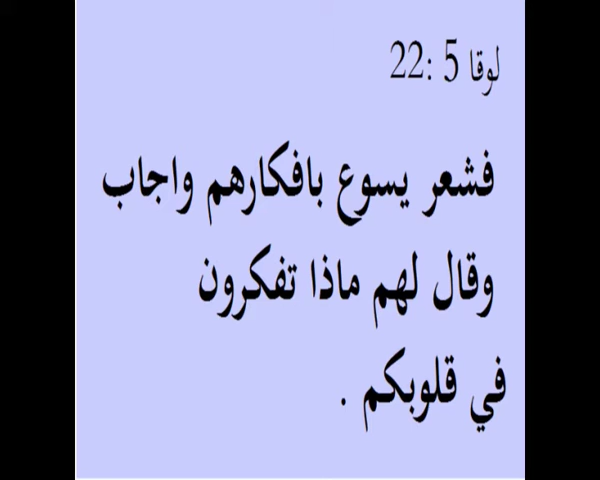 لوقا 5 :22
فشعر يسوع بافكارهم واجاب
وقال لهم ماذا تفكرون
في قلوبكم .